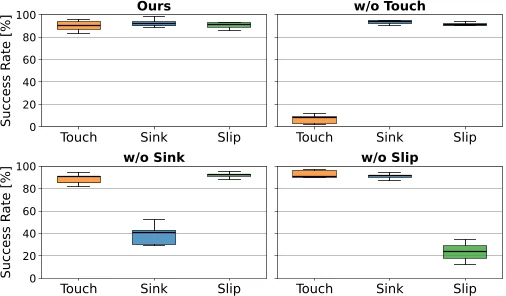 Ours
w/o Touch
Success Rate [%]
100
80
60
40
20
0
Touch
Sink
Slip
Touch
Sink
Slip
w/o Sink
w/o Slip
Success Rate [%]
100
80
60
40
20
0
Touch
Sink
Slip
Touch
Sink
Slip